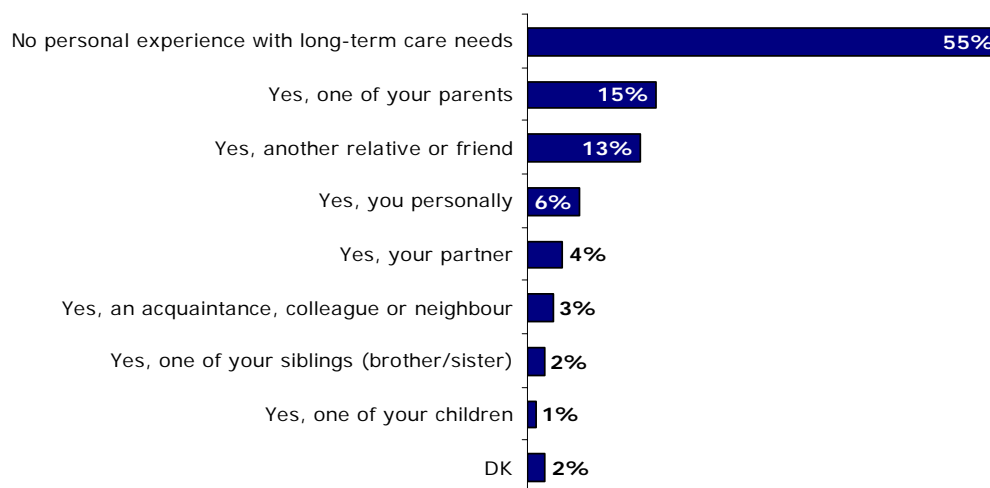 No personal experience with long-term care needs 55%
Yes, one of your parents 15%
Yes, another relative or friend 13%
Yes, you personally 6%
Yes, your partner 4%
Yes, an acquaintance, colleague or neighbour 3%
Yes, one of your siblings (brother/sister) 2%
Yes, one of your children 1%
DK 2%